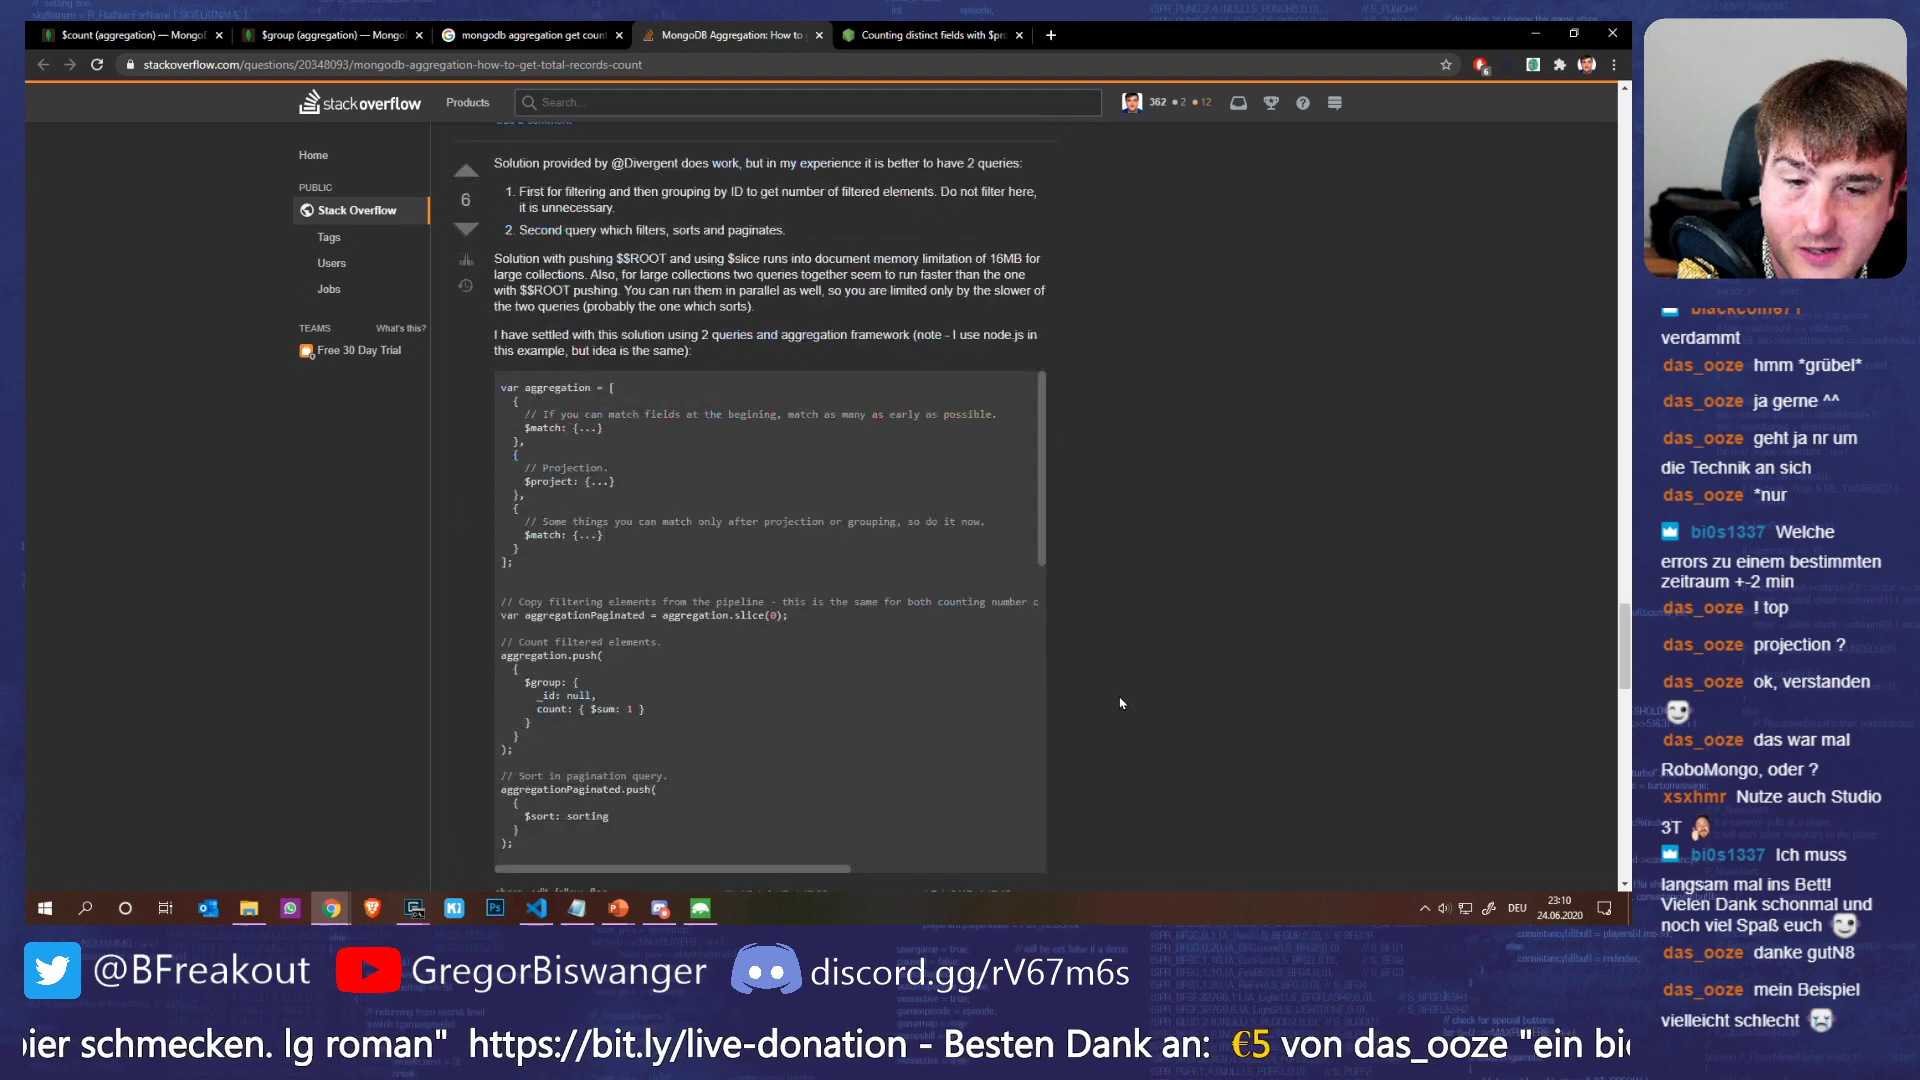 $count (aggregation) — Mongo
$group (aggregation) — Mongo
mongodb aggregation get coun
MongoDB Aggregation: How to
Counting distinct fields with $pro
stackoverflow.com/questions/20348093/mongodb-aggregation-how-to-get-total-records-count
6
stackoverflow
Products
Search...
362 2 12
Home
PUBLIC
Stack Overflow
Tags
Users
Jobs
TEAMS What's this?
Free 30 Day Trial
6
Solution provided by @Divergent does work, but in my experience it is better to have 2 queries:
1. First for filtering and then grouping by ID to get number of filtered elements. Do not filter here,
it is unnecessary.
2. Second query which filters, sorts and paginates.
Solution with pushing $$ROOT and using $slice runs into document memory limitation of 16MB for
large collections. Also, for large collections two queries together seem to run faster than the one
with $$ROOT pushing. You can run them in parallel as well, so you are limited only by the slower of
the two queries (probably the one which sorts).
I have settled with this solution using 2 queries and aggregation framework (note - I use node.js in
this example, but idea is the same):
var aggregation = [
{
// If you can match fields at the begining, match as many as early as possible.
$match: {...}
},
{
// Projection.
$project: {...}
},
{
// Some things you can match only after projection or grouping, so do it now.
$match: {...}
}
];
// Copy filtering elements from the pipeline - this is the same for both counting number c
var aggregationPaginated = aggregation.slice(0);
// Count filtered elements.
aggregation.push(
{
$group: {
_id: null,
count: { $sum: 1 }
}
}
);
// Sort in pagination query.
aggregationPaginated.push(
{
$sort: sorting
}
);
DEU
23:10
24.06.2020
blackcoin671
verdammt
das_ooze hmm *grübel*
das_ooze ja gerne ^^
das_ooze geht ja nr um
die Technik an sich
das_ooze *nur
bi0s1337 Welche
errors zu einem bestimmten
zeitraum +-2 min
das_ooze ! top
das_ooze projection ?
das_ooze ok, verstanden
das_ooze das war mal
RoboMongo, oder ?
xsxhmr Nutze auch Studio
3T
bi0s1337 Ich muss
langsam mal ins Bett!
Vielen Dank schonmal und
noch viel Spaß euch
das_ooze danke gutN8
das_ooze mein Beispiel
vielleicht schlecht
@BFreakout GregorBiswanger discord.gg/rV67m6s
bier schmecken. lg roman" https://bit.ly/live-donation - Besten Dank an: €5 von das_ooze "ein bi